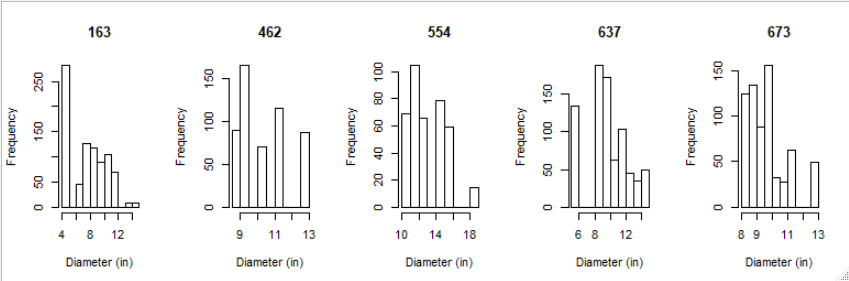 163
Frequency
0 50 150 250
4 8 12
Diameter (in)
462
Frequency
0 50 100 150
9 11 13
Diameter (in)
554
Frequency
0 20 40 60 80 100
10 14 18
Diameter (in)
637
Frequency
0 50 100 150
6 8 12
Diameter (in)
673
Frequency
0 50 100 150
8 9 11 13
Diameter (in)